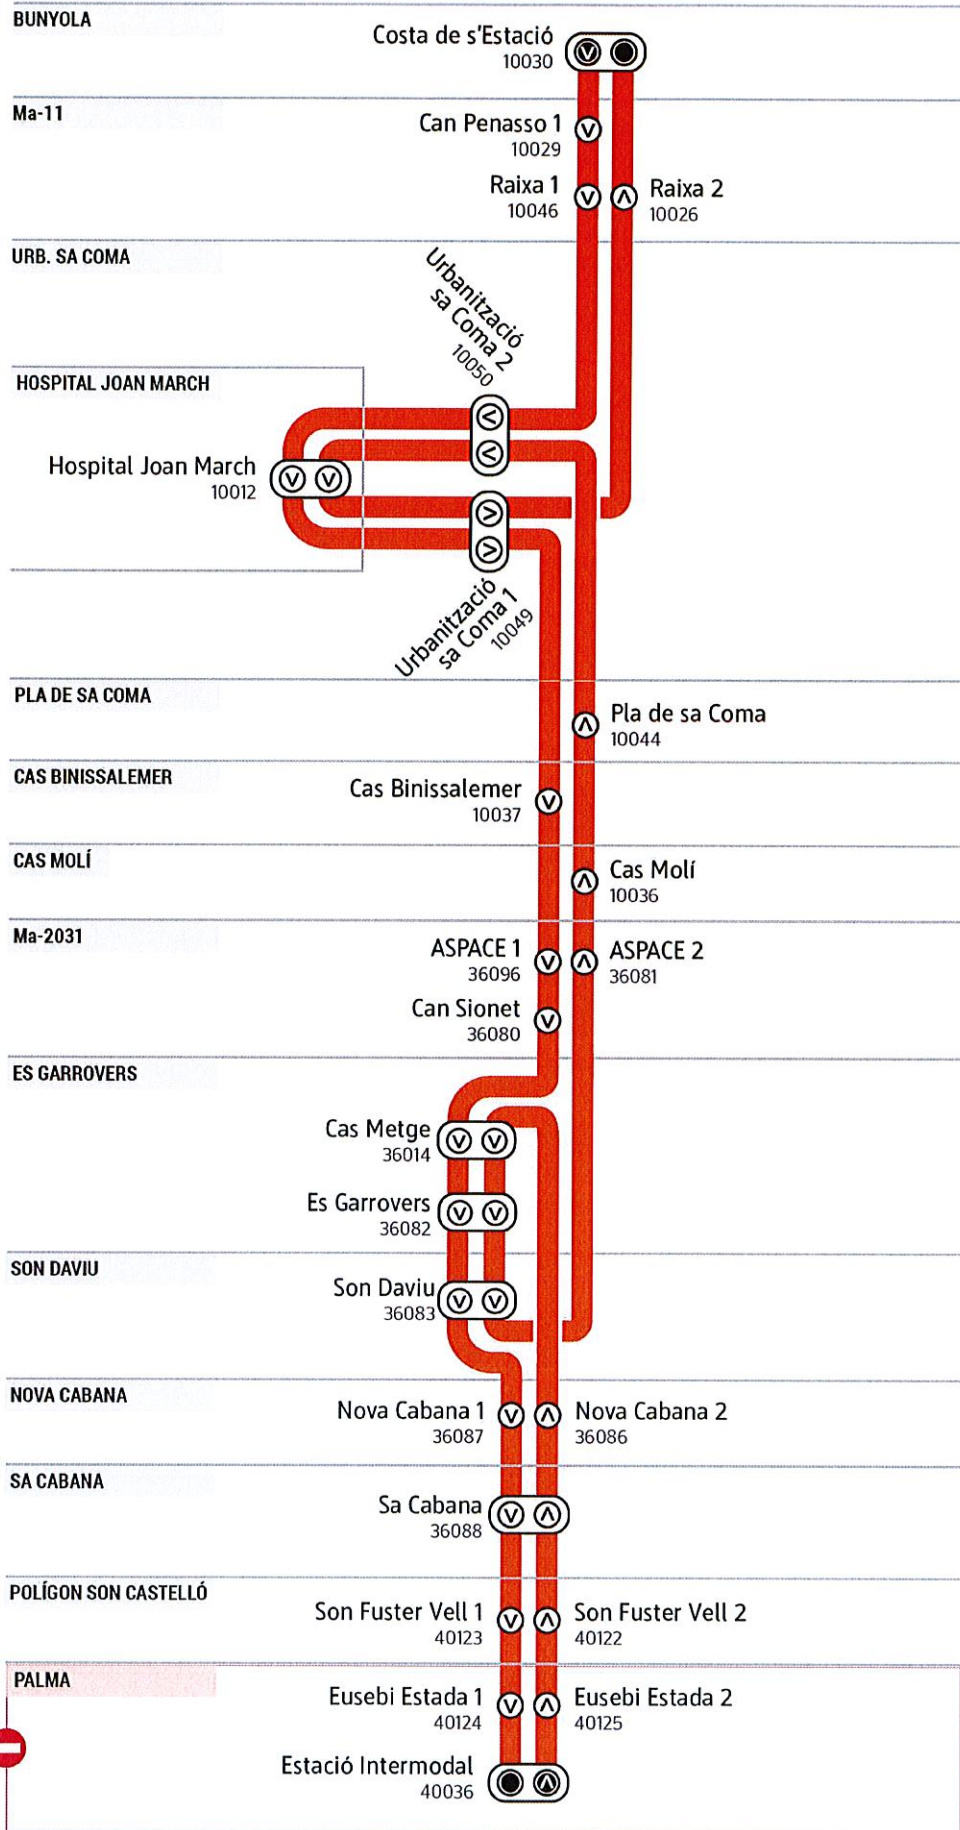 BUNYOLA
Costa de s'Estació
10030
Ma-11
Can Penasso 1
10029
Raixa 1
10046
Raixa 2
10026
URB. SA COMA
Urbanització
sa Coma 2
10050
HOSPITAL JOAN MARCH
Hospital Joan March
10012
Urbanització
sa Coma 1
10049
PLA DE SA COMA
Pla de sa Coma
10044
CAS BINISSALEMER
Cas Binissalemer
10037
CAS MOLÍ
Cas Molí
10036
Ma-2031
ASPACE 1
36096
ASPACE 2
36081
Can Sionet
36080
ES GARROVERS
Cas Metge
36014
Es Garrovers
36082
SON DAVIU
Son Daviu
36083
NOVA CABANA
Nova Cabana 1
36087
Nova Cabana 2
36086
SA CABANA
Sa Cabana
36088
POLÍGON SON CASTELLÓ
Son Fuster Vell 1
40123
Son Fuster Vell 2
40122
PALMA
Eusebi Estada 1
40124
Eusebi Estada 2
40125
Estació Intermodal
40036